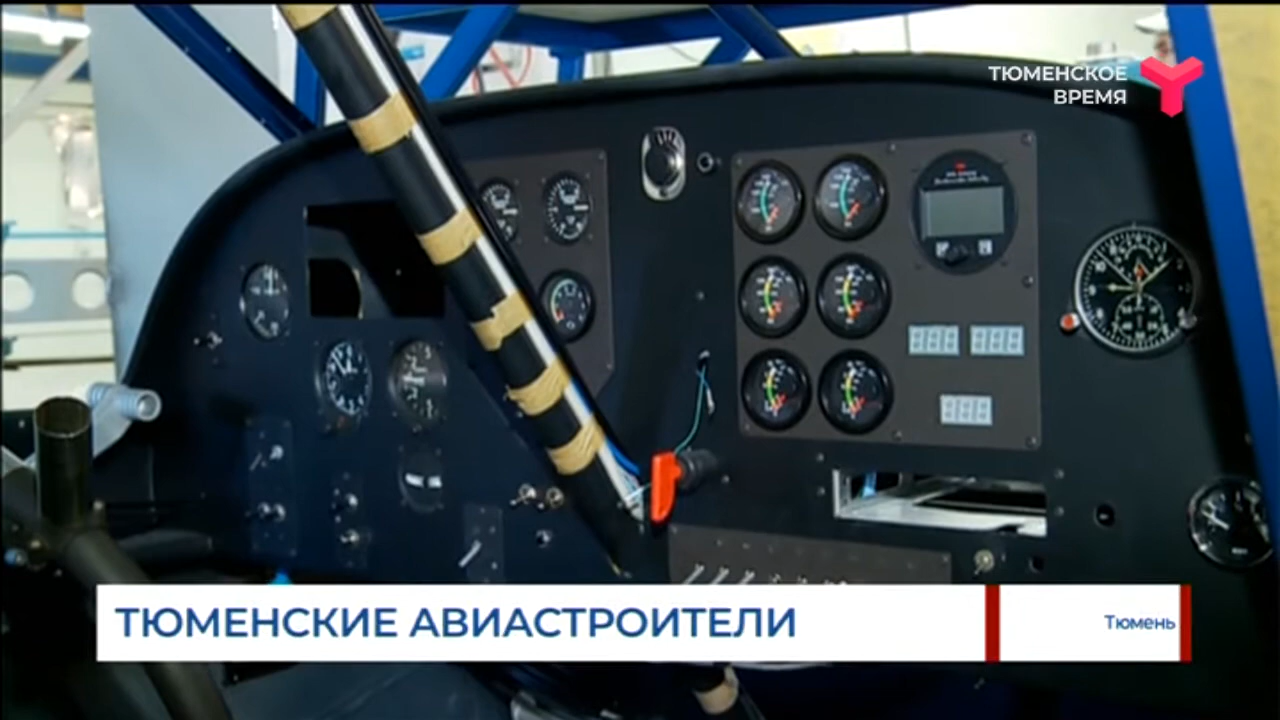 ТЮМЕНСКОЕ
ВРЕМЯ
ТЮМЕНСКИЕ АВИАСТРОИТЕЛИ
Тюмень